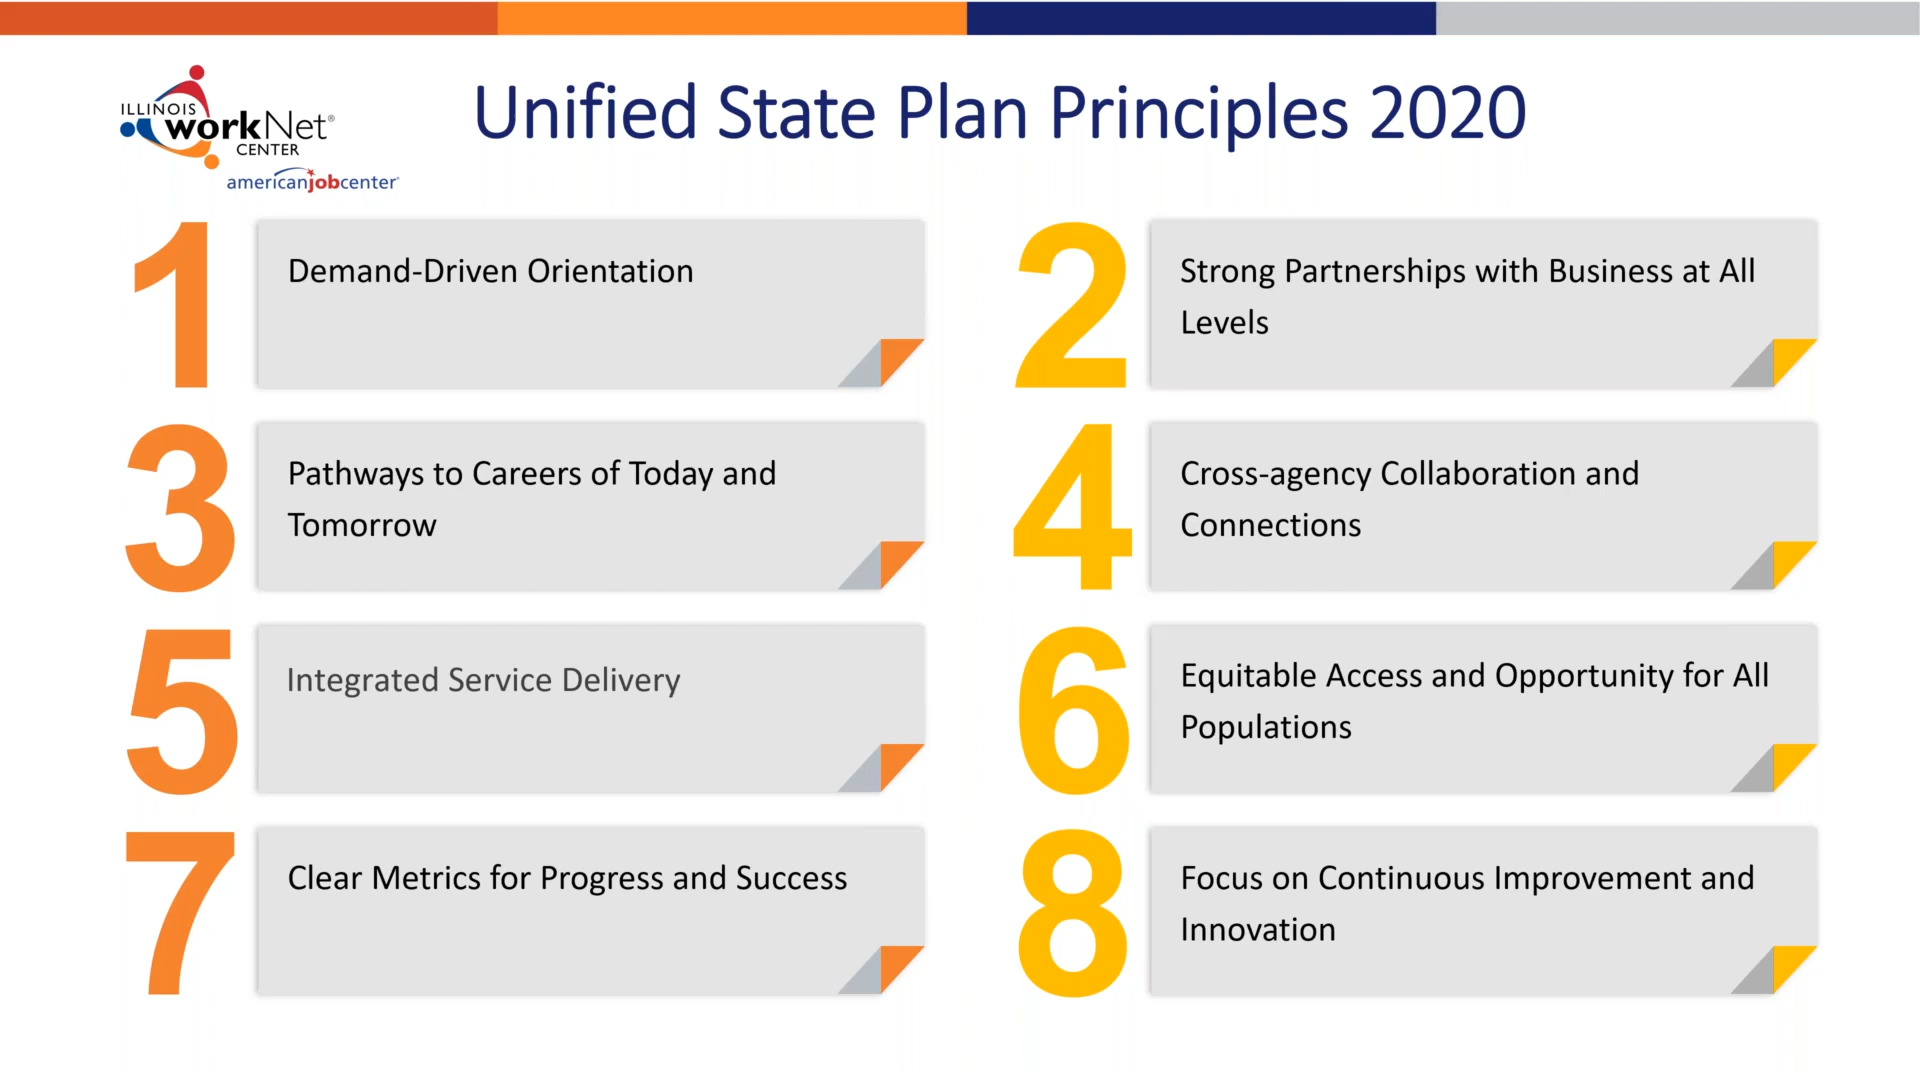 ILLINOIS
workNet®
CENTER
americanjobcenter
Unified State Plan Principles 2020
1
Demand-Driven Orientation
2
Strong Partnerships with Business at All
Levels
3
Pathways to Careers of Today and
Tomorrow
4
Cross-agency Collaboration and
Connections
5
Integrated Service Delivery
6
Equitable Access and Opportunity for All
Populations
7
Clear Metrics for Progress and Success
8
Focus on Continuous Improvement and
Innovation